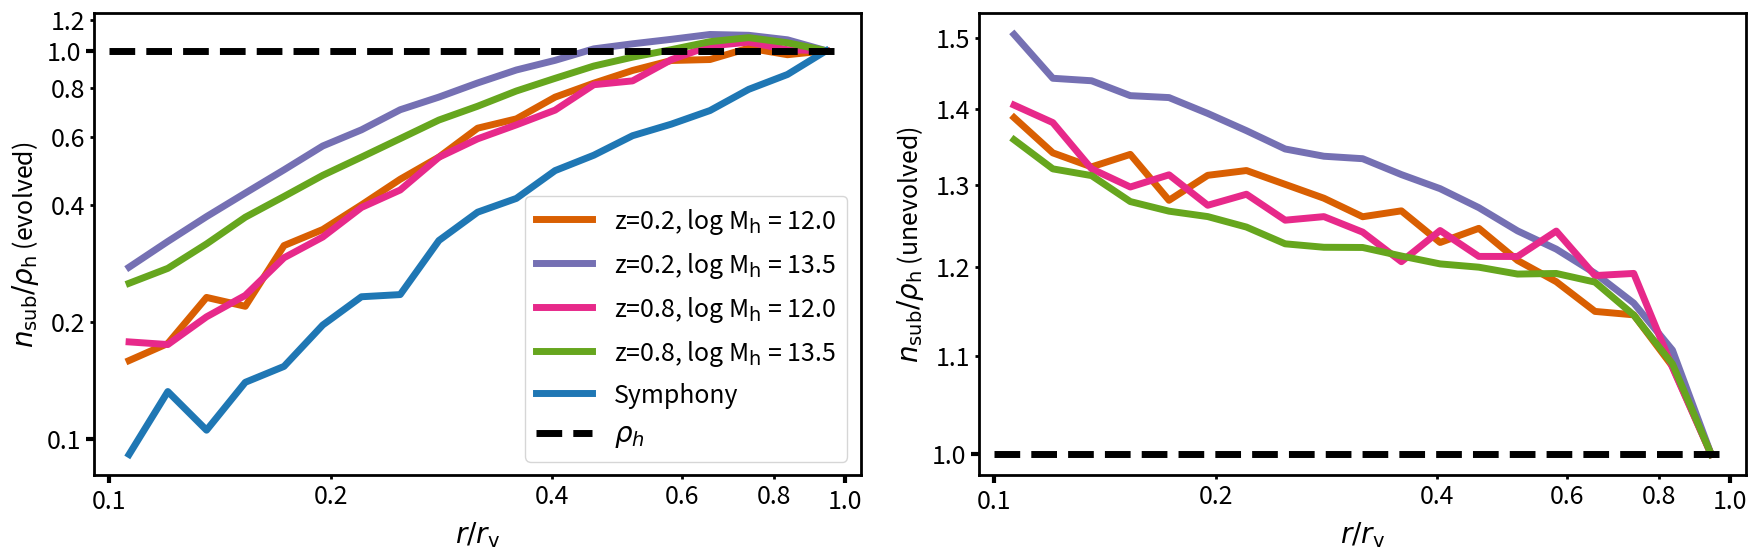 1.2
1.0
0.8
0.6
0.4
0.2
0.1
n_sub/ρ_h (evolved)
0.1
0.2
0.4
0.6
0.8
1.0
r/r_v
z=0.2, log M_h = 12.0
z=0.2, log M_h = 13.5
z=0.8, log M_h = 12.0
z=0.8, log M_h = 13.5
Symphony
ρ_h
1.5
1.4
1.3
1.2
1.1
1.0
n_sub/ρ_h (unevolved)
0.1
0.2
0.4
0.6
0.8
1.0
r/r_v